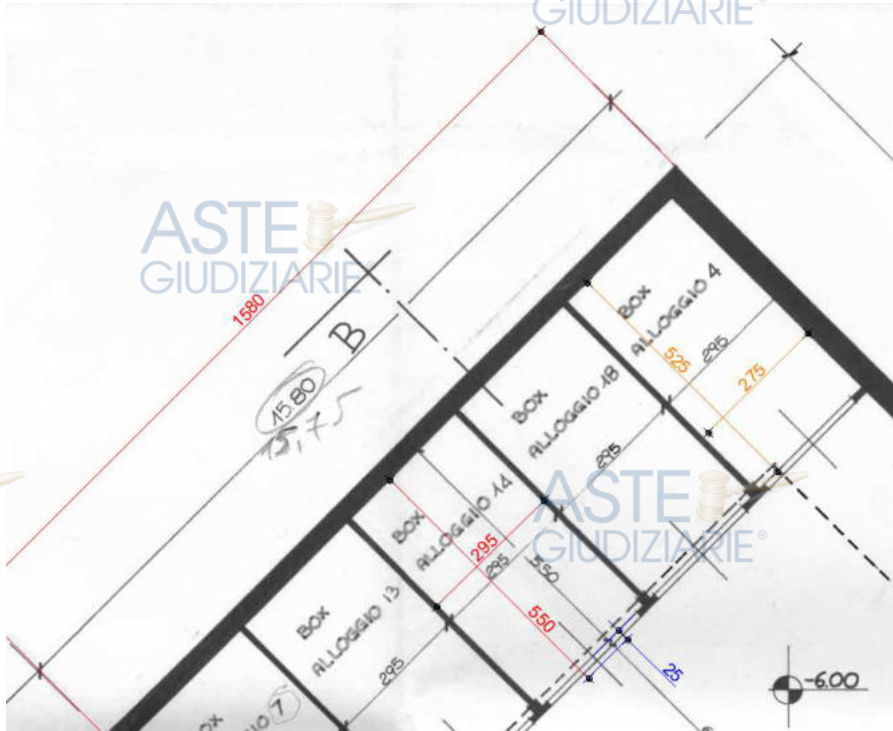 GIUDIZIARIE®
ASTE
GIUDIZIARIE®
1580
B
15.80
15,75
BOX
ALLOGGIO 4
295
525
275
BOX
ALLOGGIO 18
295
BOX
ALLOGGIO 14
295
295
550
550
ASTE
GIUDIZIARIE®
BOX
ALLOGGIO 13
295
25
-6.00
BOX
7